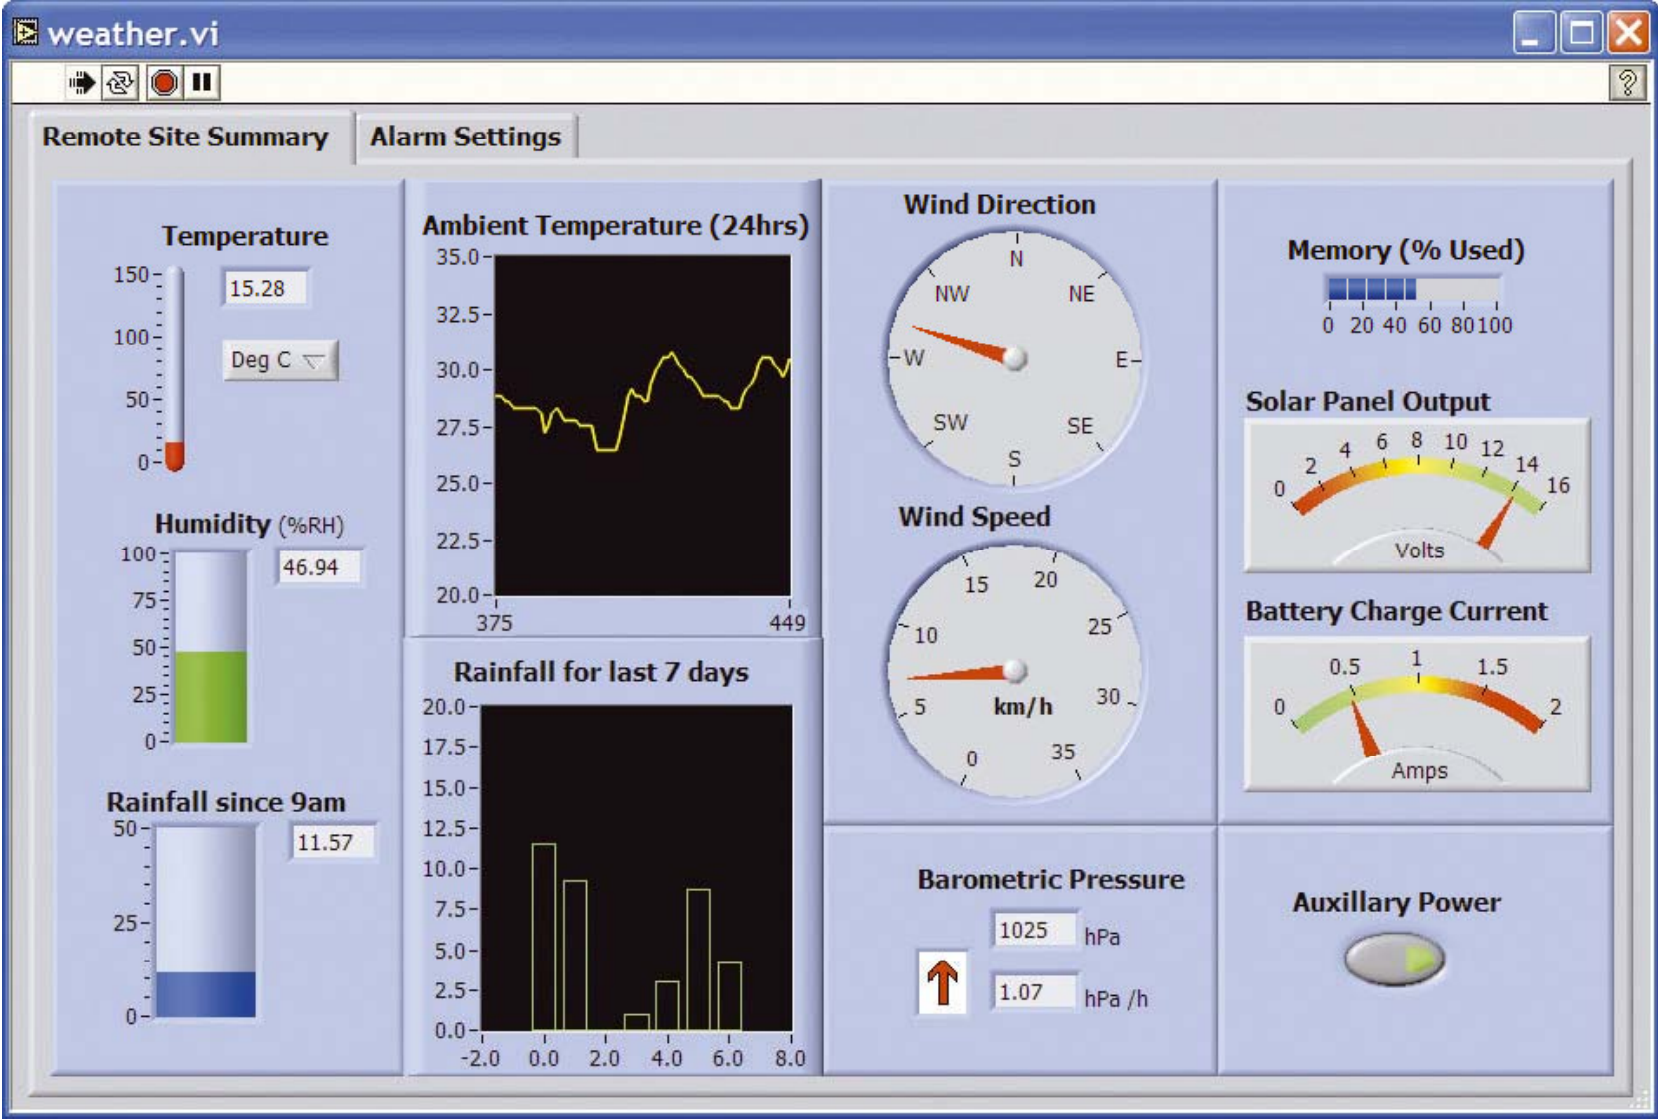 weather.vi
Remote Site Summary
Alarm Settings
Temperature
150
100
50
0
15.28
Deg C
Humidity (%RH)
100
75
50
25
0
46.94
Rainfall since 9am
50
25
0
11.57
Ambient Temperature (24hrs)
35.0
32.5
30.0
27.5
25.0
22.5
20.0
375 449
Rainfall for last 7 days
20.0
17.5
15.0
12.5
10.0
7.5
5.0
2.5
0.0
-2.0 0.0 2.0 4.0 6.0 8.0
Wind Direction
N
NW NE
W E
SW SE
S
Wind Speed
15 20
10 25
5 km/h 30
0 35
Barometric Pressure
1025 hPa
1.07 hPa /h
Memory (% Used)
0 20 40 60 80 100
Solar Panel Output
0 2 4 6 8 10 12 14 16
Volts
Battery Charge Current
0 0.5 1 1.5 2
Amps
Auxillary Power
?